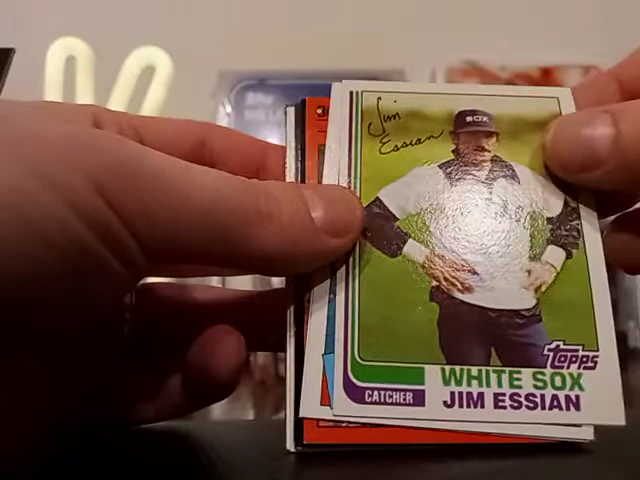 Jim
Essian
SOX
topps
WHITE SOX
CATCHER
JIM ESSIAN